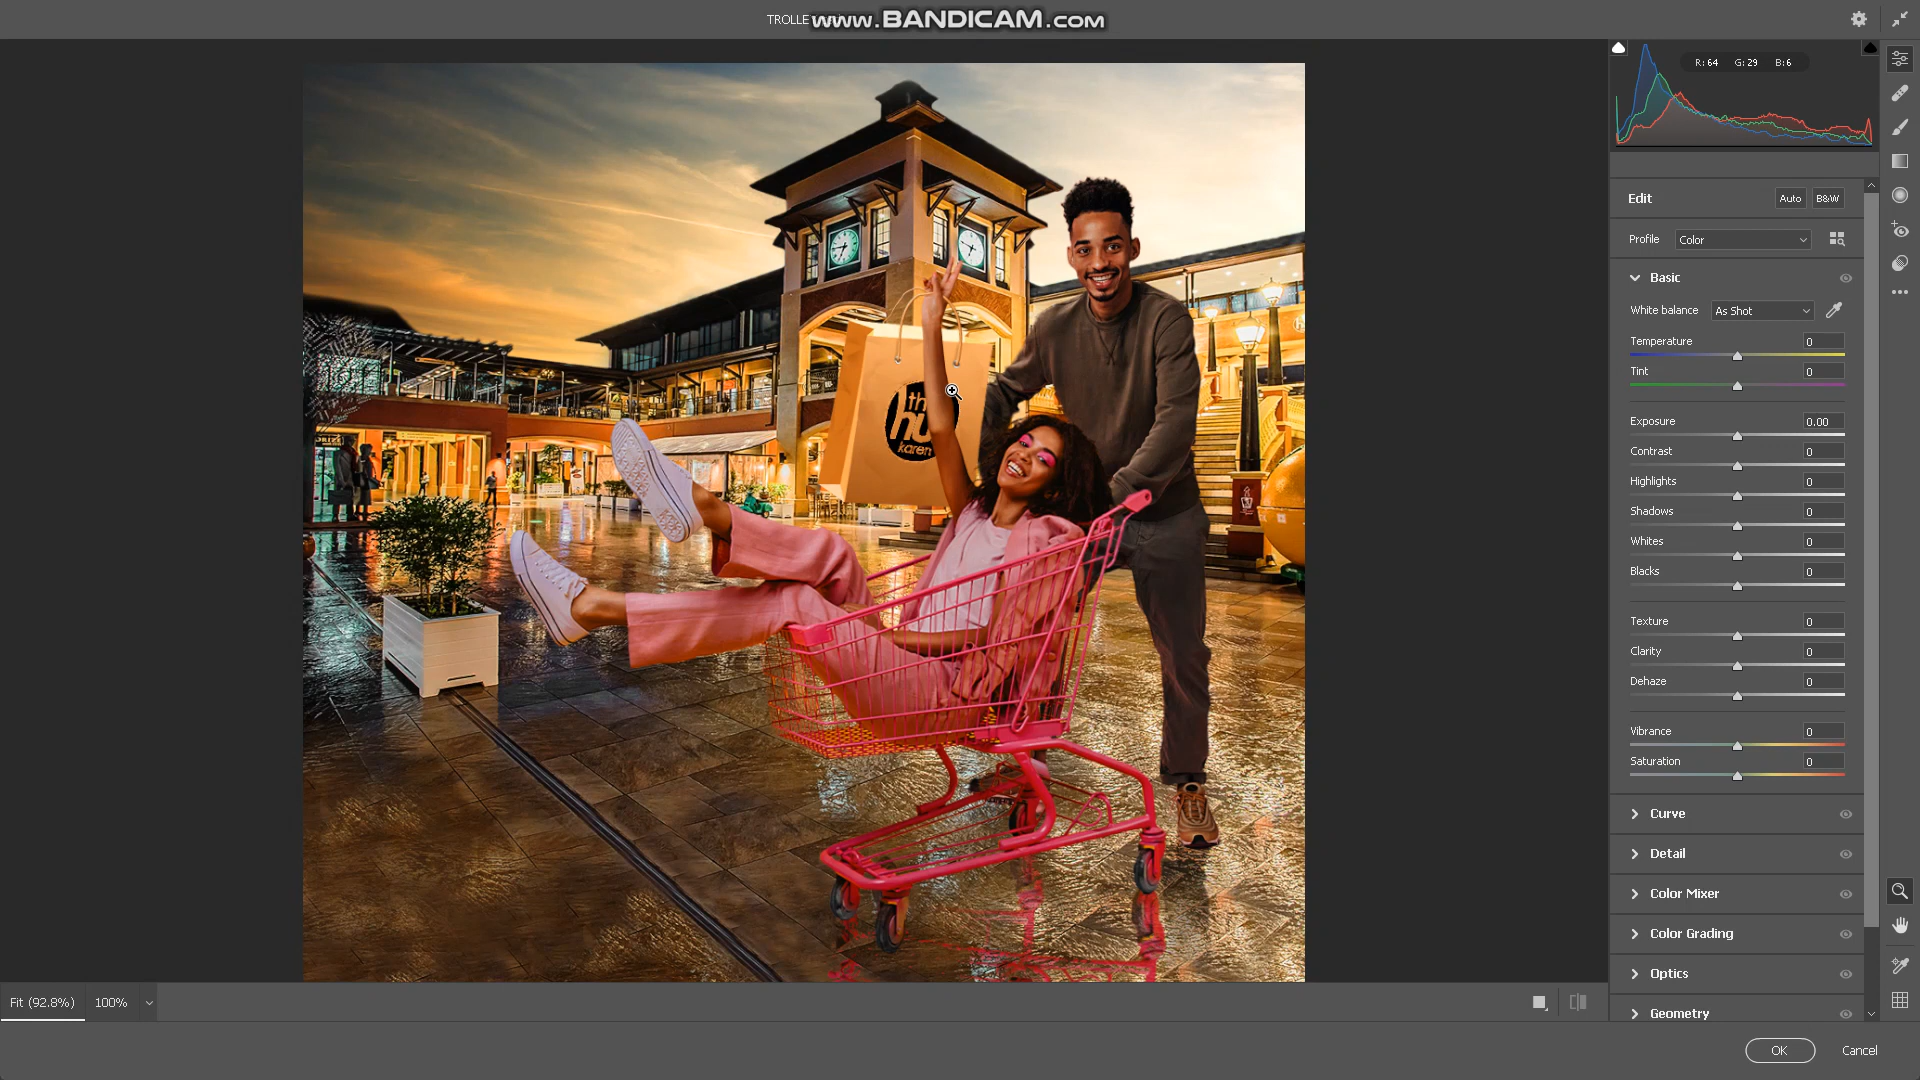 TROLLE
www.BANDICAM.com
R: 64 G: 29 B: 6
Edit
Auto
B&W
Profile
Color
Basic
White balance
As Shot
Temperature
0
Tint
0
Exposure
0.00
Contrast
0
Highlights
0
Shadows
0
Whites
0
Blacks
0
Texture
0
Clarity
0
Dehaze
0
Vibrance
0
Saturation
0
Curve
Detail
Color Mixer
Color Grading
Optics
Geometry
the
hu
karen
Fit (92.8%)
100%
OK
Cancel